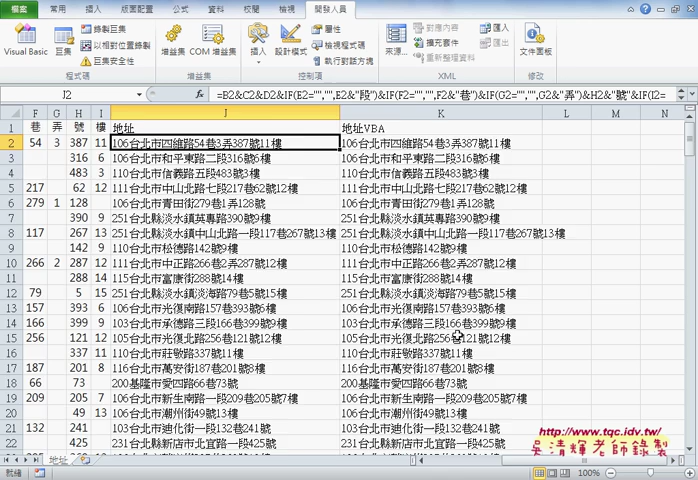 檔案 常用 插入 版面配置 公式 資料 校閱 檢視 開發人員
Visual Basic 巨集 錄製巨集 以相對位置錄製 巨集安全性 程式碼
增益集 COM 增益集 增益集
插入 設計模式 屬性 檢視程式碼 執行對話方塊 控制項
來源... 對應內容 擴充套件 重新整理資料 匯入 匯出 XML
文件面板 修改
J2 fx =B2&C2&D2&IF(E2="","",E2&"段")&IF(F2="","",F2&"巷")&IF(G2="","",G2&"弄")&H2&"號"&IF(I2=
F G H I J K L M N
1 巷 弄 號 樓 地址 地址VBA
2 54 3 387 11 106台北市四維路54巷3弄387號11樓 106台北市四維路54巷3弄387號11樓
3 316 6 106台北市和平東路二段316號6樓 106台北市和平東路二段316號6樓
4 483 3 110台北市信義路五段483號3樓 110台北市信義路五段483號3樓
5 217 62 12 111台北市中山北路七段217巷62號12樓 111台北市中山北路七段217巷62號12樓
6 279 1 128 106台北市青田街279巷1弄128號 106台北市青田街279巷1弄128號
7 390 9 251台北縣淡水鎮英專路390號9樓 251台北縣淡水鎮英專路390號9樓
8 117 267 13 251台北縣淡水鎮中山北路一段117巷267號13樓 251台北縣淡水鎮中山北路一段117巷267號13樓
9 142 9 110台北市松德路142號9樓 110台北市松德路142號9樓
10 266 2 287 12 111台北市中正路266巷2弄287號12樓 111台北市中正路266巷2弄287號12樓
11 288 14 115台北市富康街288號14樓 115台北市富康街288號14樓
12 79 5 15 251台北縣淡水鎮淡海路79巷5號15樓 251台北縣淡水鎮淡海路79巷5號15樓
13 157 393 6 106台北市光復南路157巷393號6樓 106台北市光復南路157巷393號6樓
14 166 399 9 103台北市承德路三段166巷399號9樓 103台北市承德路三段166巷399號9樓
15 256 121 12 105台北市光復北路256巷121號12樓 105台北市光復北路256巷121號12樓
16 337 11 110台北市莊敬路337號11樓 110台北市莊敬路337號11樓
17 187 201 8 116台北市萬安街187巷201號8樓 116台北市萬安街187巷201號8樓
18 66 73 200基隆市愛四路66巷73號 200基隆市愛四路66巷73號
19 209 205 7 106台北市新生南路一段209巷205號7樓 106台北市新生南路一段209巷205號7樓
20 49 13 106台北市潮州街49號13樓 106台北市潮州街49號13樓
21 132 241 103台北市迪化街一段132巷241號 103台北市迪化街一段132巷241號
22 425 231台北縣新店市北宜路一段425號 231台北縣新店市北宜路一段425號
http://www.tqc.idv.tw/
吳清輝老師錄製
地址
就緒 100%